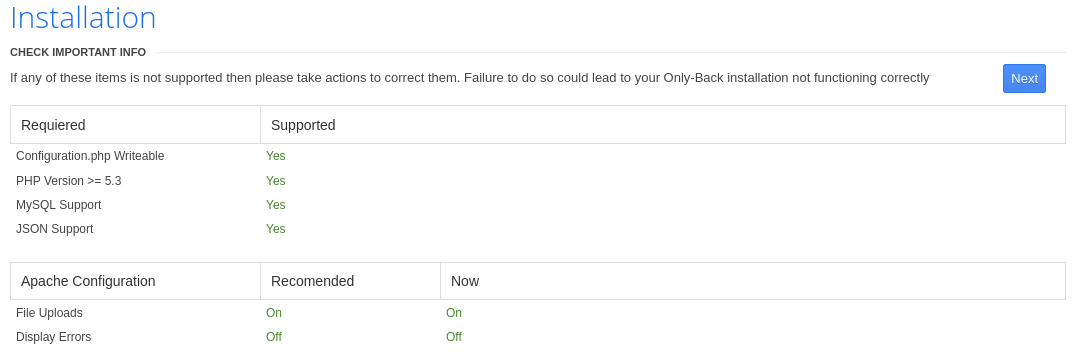 Installation
CHECK IMPORTANT INFO
If any of these items is not supported then please take actions to correct them. Failure to do so could lead to your Only-Back installation not functioning correctly
Next
Requiered Supported
Configuration.php Writeable Yes
PHP Version >= 5.3 Yes
MySQL Support Yes
JSON Support Yes
Apache Configuration Recomended Now
File Uploads On On
Display Errors Off Off